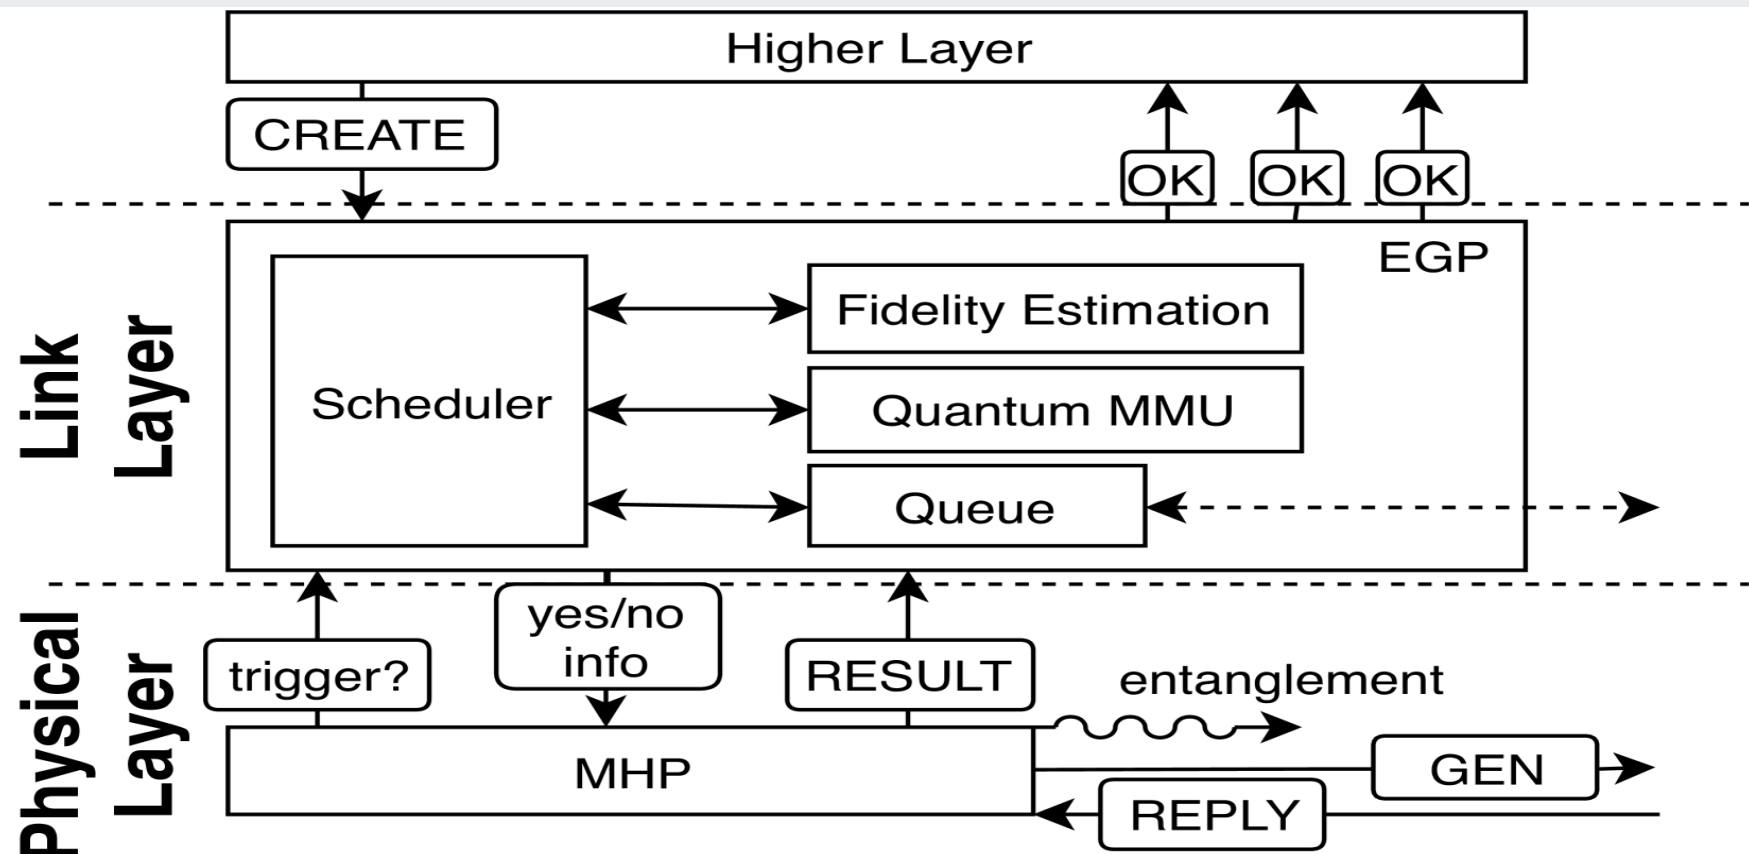 Higher Layer
CREATE
OK
OK
OK
EGP
Link
Layer
Scheduler
Fidelity Estimation
Quantum MMU
Queue
Physical
Layer
trigger?
yes/no
info
RESULT
entanglement
MHP
GEN
REPLY